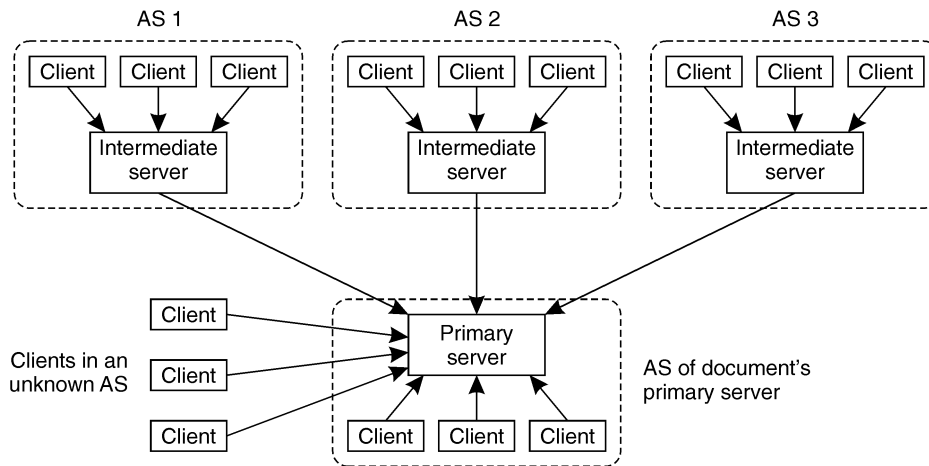 AS 1
AS 2
AS 3
Client Client Client
Client Client Client
Client Client Client
Intermediate
server
Intermediate
server
Intermediate
server
Client
Clients in an
unknown AS
Client
Client
Primary
server
Client Client Client
AS of document's
primary server